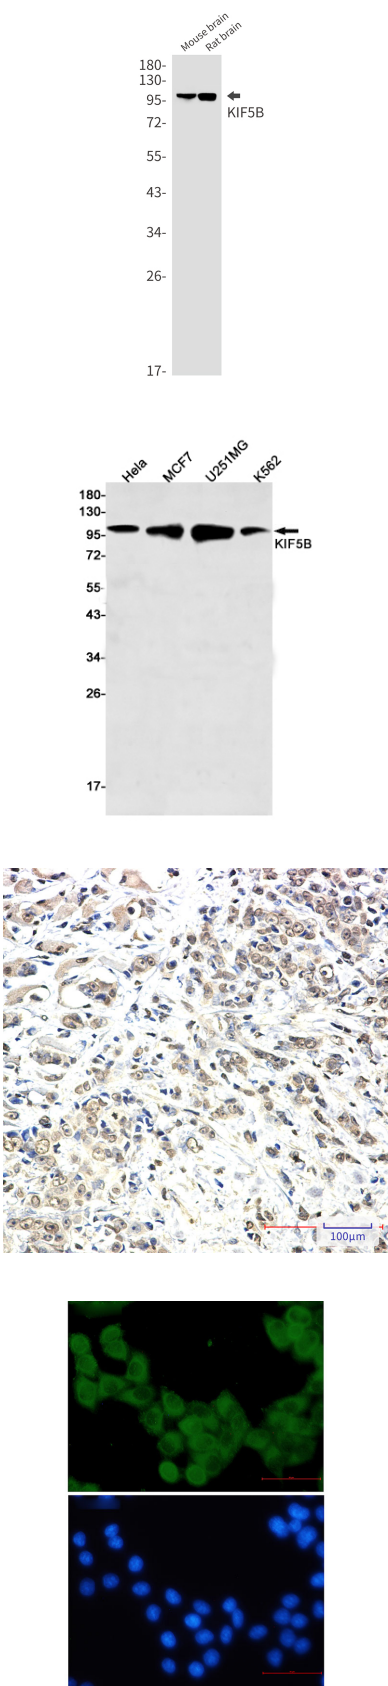 Mouse brain
Rat brain
180-
130-
95-
KIF5B
72-
55-
43-
34-
26-
17-
Hela
MCF7
U251MG
K562
180-
130-
95-
KIF5B
72-
55-
43-
34-
26-
17-
100µm